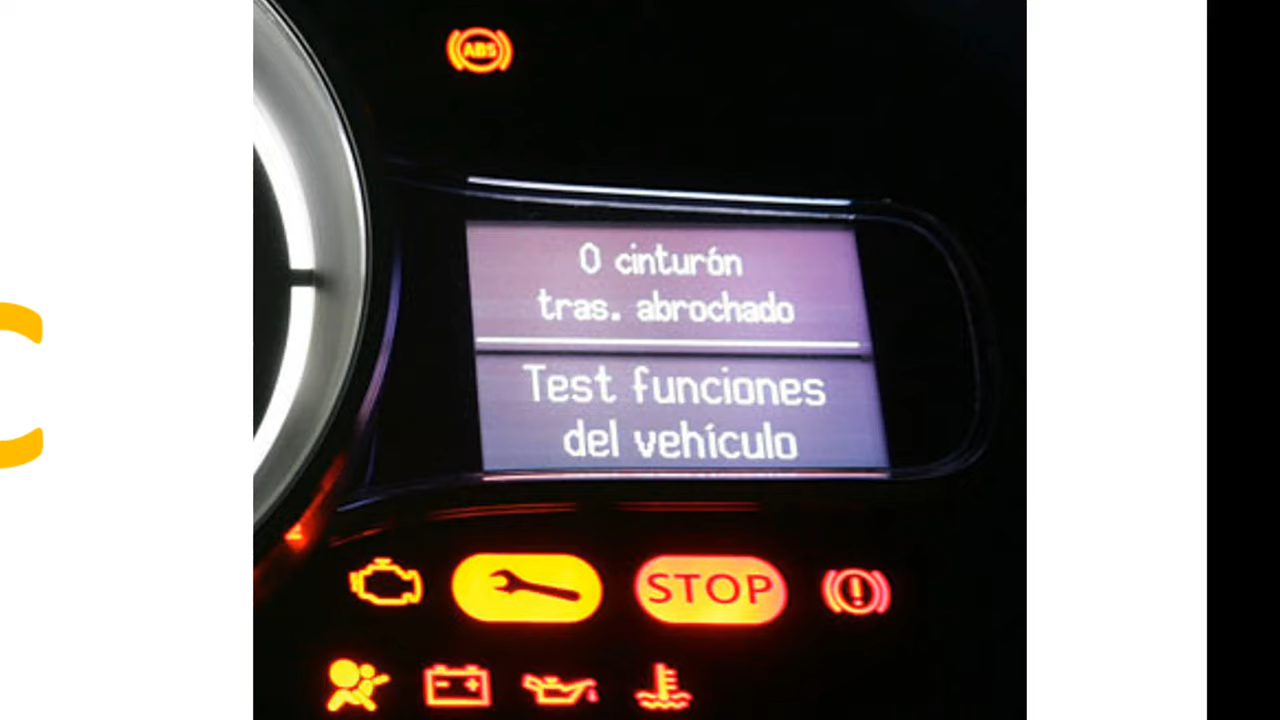 ABS
0 cinturón
tras. abrochado
Test funciones
del vehículo
STOP